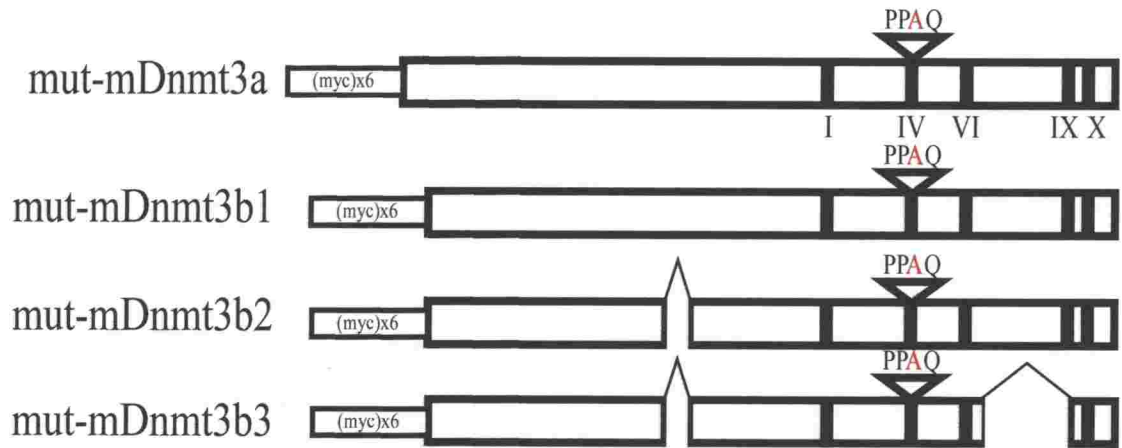 PPAQ
mut-mDnmt3a (myc)x6
I IV VI IX X
PPAQ
mut-mDnmt3b1 (myc)x6
PPAQ
mut-mDnmt3b2 (myc)x6
PPAQ
mut-mDnmt3b3 (myc)x6